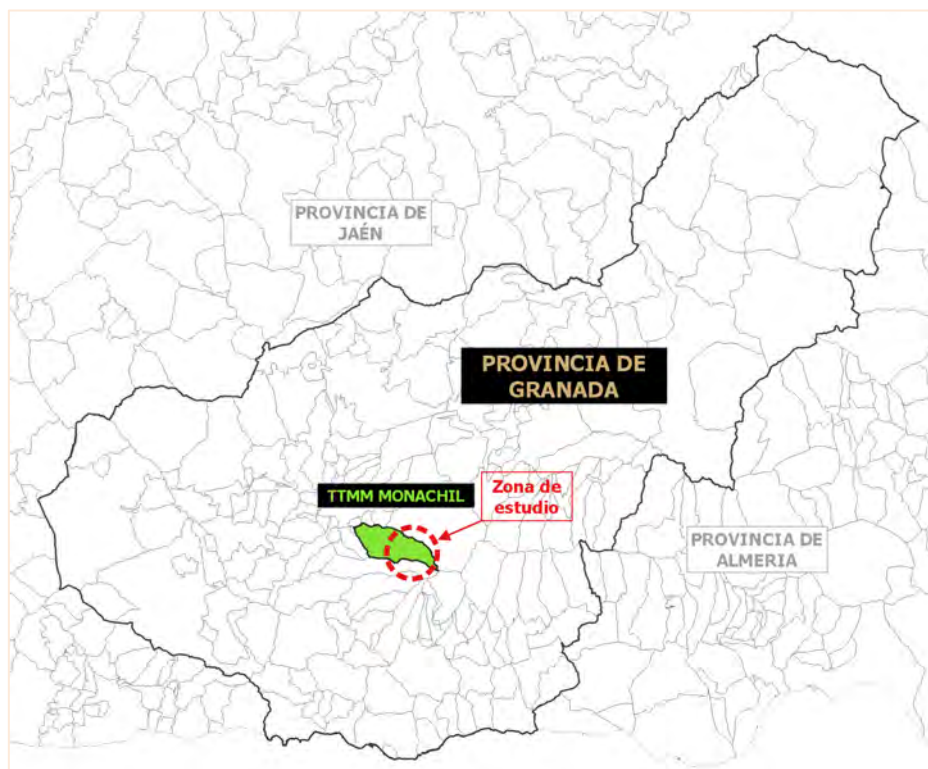 PROVINCIA DE
JAÉN
PROVINCIA DE
GRANADA
TTMM MONACHIL
Zona de
estudio
PROVINCIA DE
ALMERIA